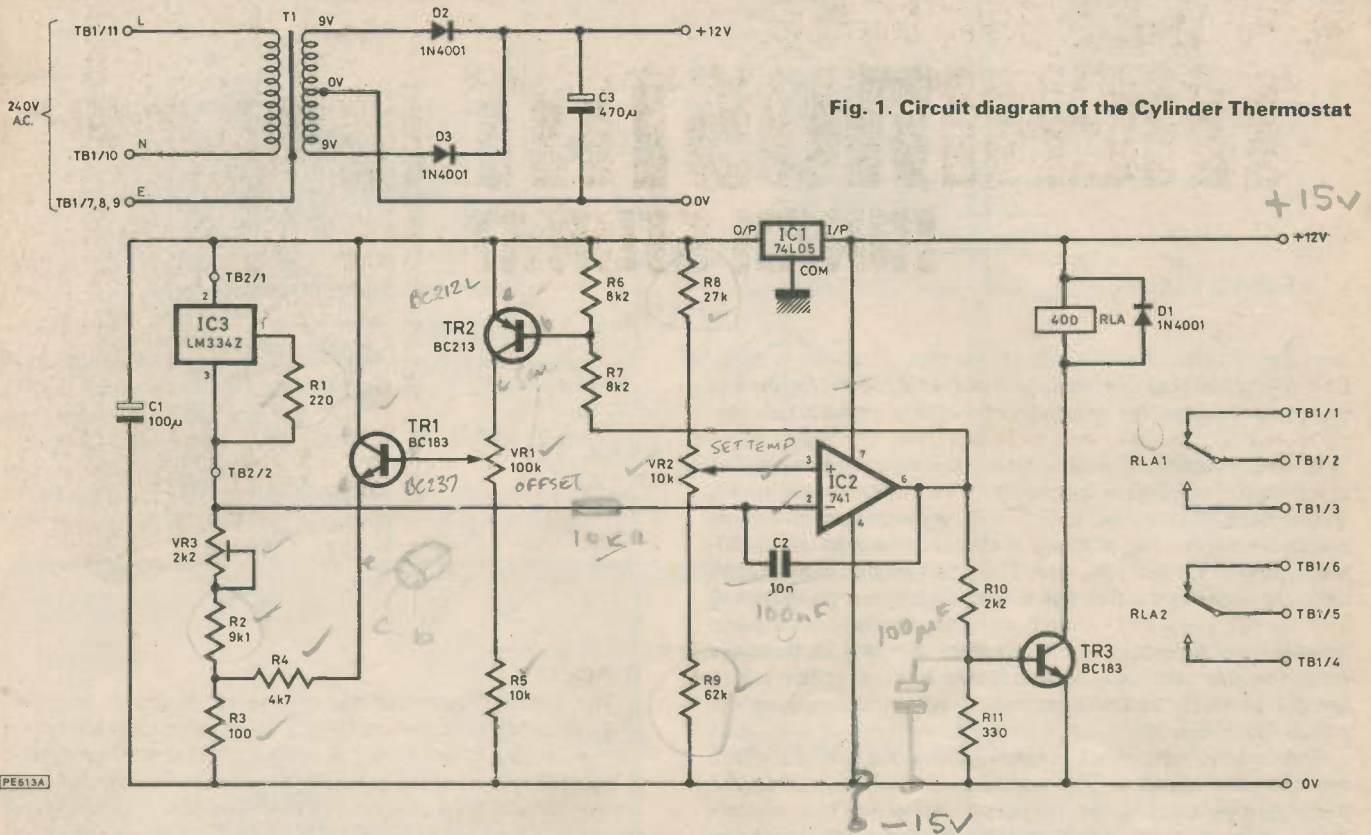 TB1/11 L
T1
9V
D2
1N4001
+12V
0V
240V
A.C.
C3
470μ
Fig. 1. Circuit diagram of the Cylinder Thermostat
TB1/10 N
9V
D3
1N4001
TB1/7,8,9 E
0V
+15V
O/P
IC1
74L05
I/P
COM
+12V
TB2/1
2
IC3
LM334Z
3
R1
220
C1
100μ
TB2/2
BC212L
TR2
BC213
R6
8k2
R7
8k2
R8
27k
400
RLA
D1
1N4001
TR1
BC183
BC237
VR1
100k
OFFSET
SET TEMP
VR2
10k
3
+
IC2
741
2
-
7
6
4
TB1/1
RLA1
TB1/2
TB1/3
10KΩ
VR3
2k2
C2
10n
100nF
e
c
b
TB1/6
RLA2
TB1/5
TB1/4
R2
9k1
R4
4k7
R3
100
R5
10k
R9
62k
100μF
R10
2k2
TR3
BC183
R11
330
PE613A
0V
-15V